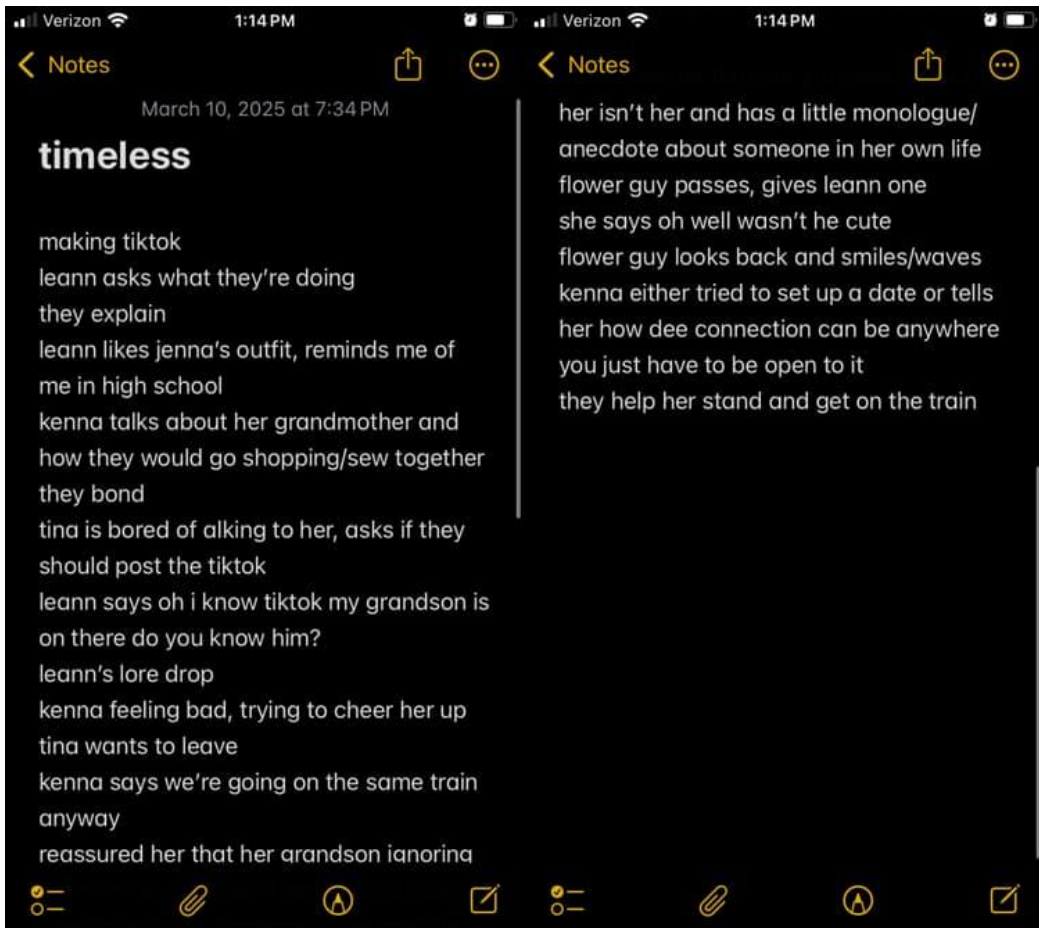 Verizon
1:14 PM
Notes
March 10, 2025 at 7:34 PM
timeless
making tiktok
leann asks what they're doing
they explain
leann likes jenna's outfit, reminds me of
me in high school
kenna talks about her grandmother and
how they would go shopping/sew together
they bond
tina is bored of alking to her, asks if they
should post the tiktok
leann says oh i know tiktok my grandson is
on there do you know him?
leann's lore drop
kenna feeling bad, trying to cheer her up
tina wants to leave
kenna says we're going on the same train
anyway
reassured her that her grandson ignoring
Verizon
1:14 PM
Notes
her isn't her and has a little monologue/
anecdote about someone in her own life
flower guy passes, gives leann one
she says oh well wasn't he cute
flower guy looks back and smiles/waves
kenna either tried to set up a date or tells
her how dee connection can be anywhere
you just have to be open to it
they help her stand and get on the train